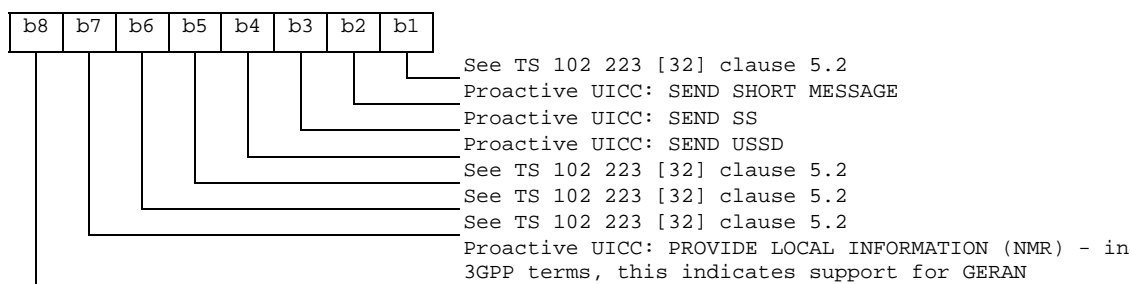 b8 b7 b6 b5 b4 b3 b2 b1
See TS 102 223 [32] clause 5.2
Proactive UICC: SEND SHORT MESSAGE
Proactive UICC: SEND SS
Proactive UICC: SEND USSD
See TS 102 223 [32] clause 5.2
See TS 102 223 [32] clause 5.2
See TS 102 223 [32] clause 5.2
Proactive UICC: PROVIDE LOCAL INFORMATION (NMR) - in
3GPP terms, this indicates support for GERAN